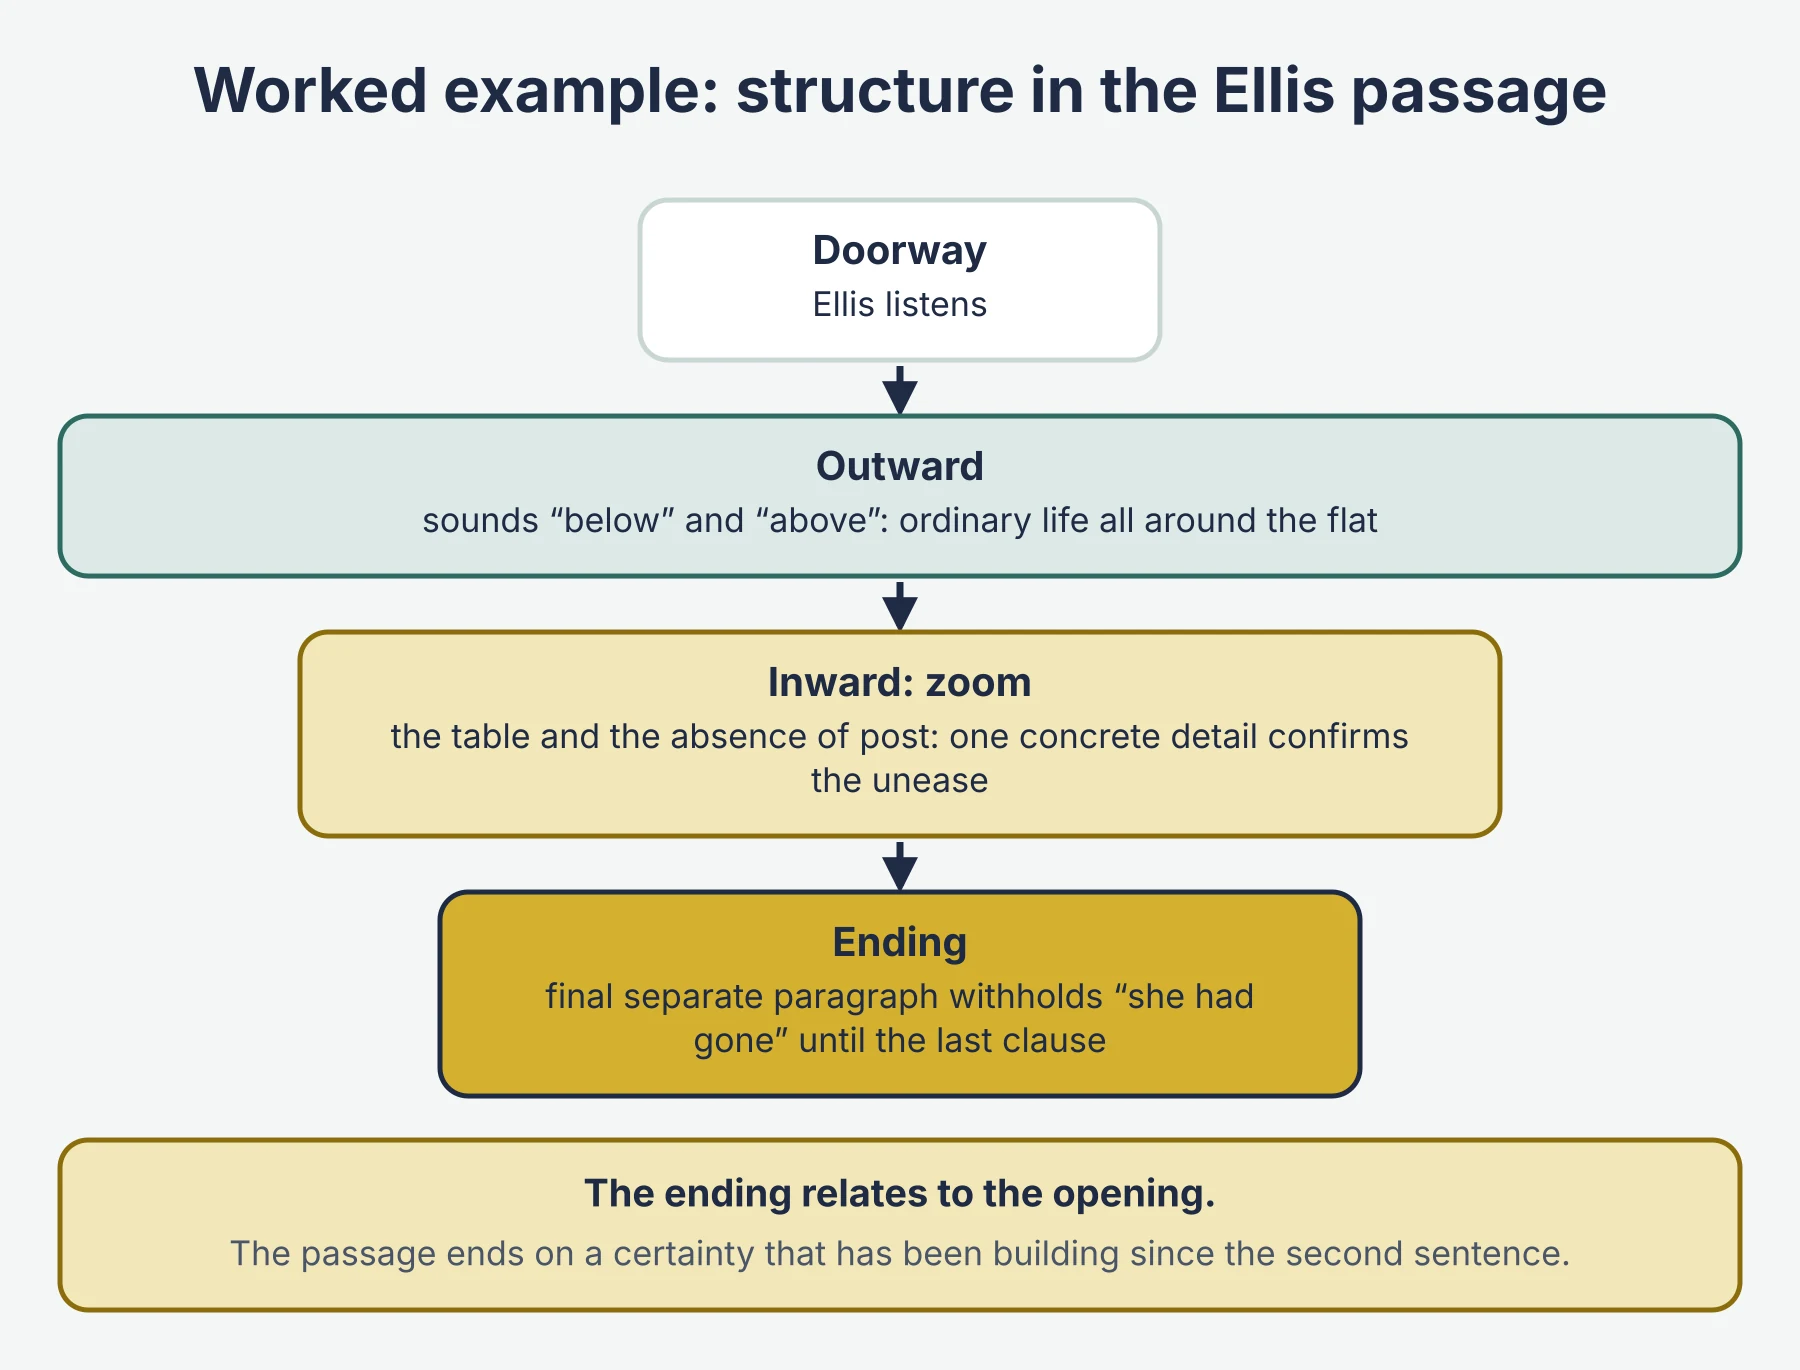 Worked example: structure in the Ellis passage
Doorway
Ellis listens
Outward
sounds “below” and “above”: ordinary life all around the flat
Inward: zoom
the table and the absence of post: one concrete detail confirms
the unease
Ending
final separate paragraph withholds “she had
gone” until the last clause
The ending relates to the opening.
The passage ends on a certainty that has been building since the second sentence.